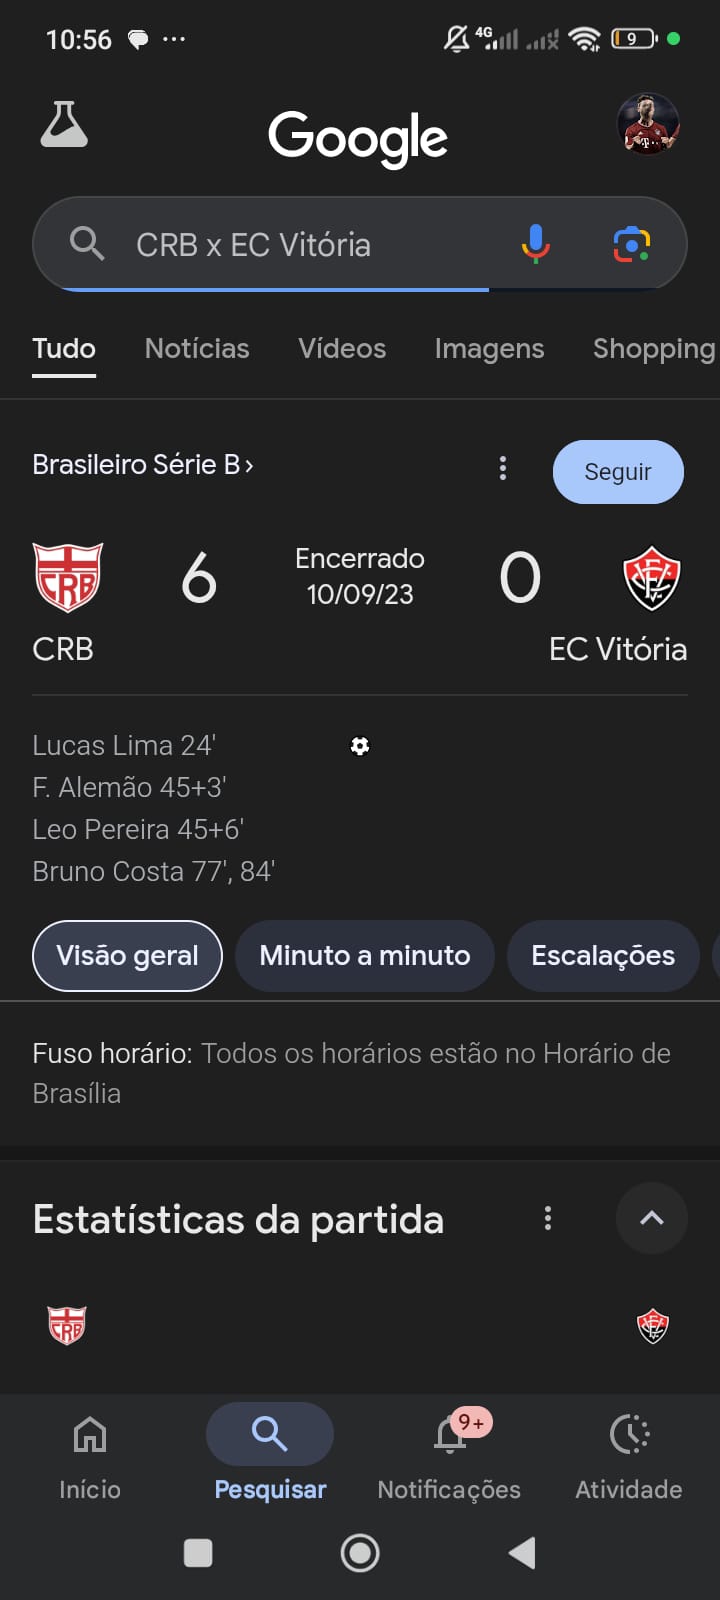 10:56
4G
9
Google
CRB x EC Vitória
Tudo Notícias Vídeos Imagens Shopping
Brasileiro Série B
Seguir
CRB
6
Encerrado
10/09/23
0
CRB
EC Vitória
Lucas Lima 24'
F. Alemão 45+3'
Leo Pereira 45+6'
Bruno Costa 77', 84'
Visão geral Minuto a minuto Escalações
Fuso horário: Todos os horários estão no Horário de
Brasília
Estatísticas da partida
CRB
9+
Início Pesquisar Notificações Atividade